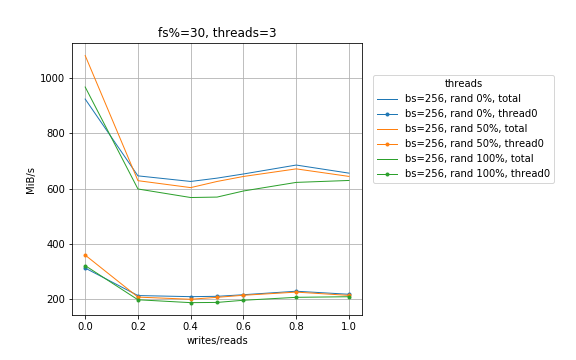 fs%=30, threads=3
MiB/s
1000
800
600
400
200
0.0 0.2 0.4 0.6 0.8 1.0
writes/reads
threads
bs=256, rand 0%, total
bs=256, rand 0%, thread0
bs=256, rand 50%, total
bs=256, rand 50%, thread0
bs=256, rand 100%, total
bs=256, rand 100%, thread0